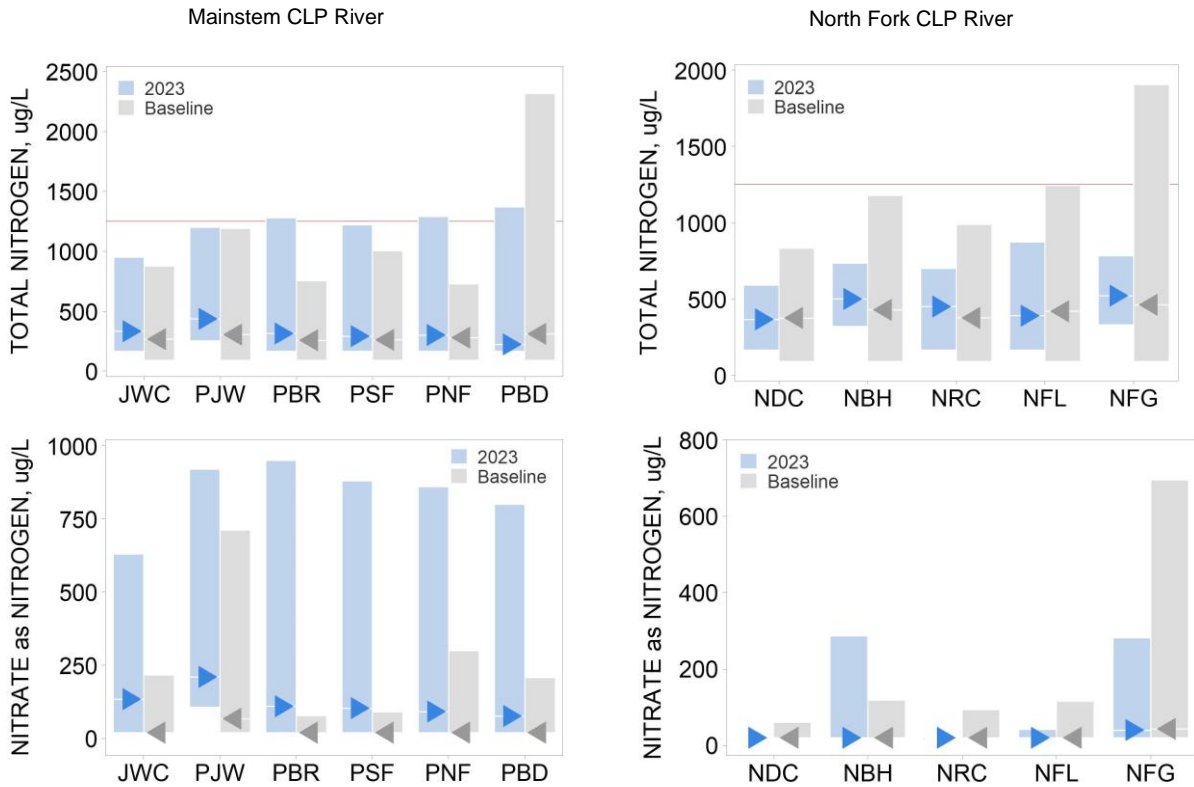 Mainstem CLP River
North Fork CLP River
TOTAL NITROGEN, ug/L
2500
2000
1500
1000
500
0
2023
Baseline
JWC PJW PBR PSF PNF PBD
TOTAL NITROGEN, ug/L
2000
1500
1000
500
0
2023
Baseline
NDC NBH NRC NFL NFG
NITRATE as NITROGEN, ug/L
1000
750
500
250
0
2023
Baseline
JWC PJW PBR PSF PNF PBD
NITRATE as NITROGEN, ug/L
800
600
400
200
0
2023
Baseline
NDC NBH NRC NFL NFG